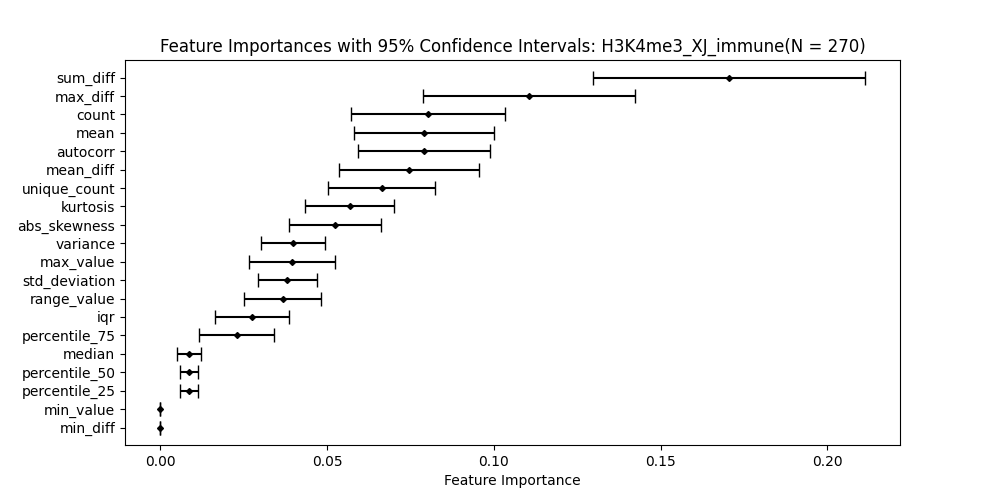 Feature Importances with 95% Confidence Intervals: H3K4me3_XJ_immune(N = 270)
sum_diff
max_diff
count
mean
autocorr
mean_diff
unique_count
kurtosis
abs_skewness
variance
max_value
std_deviation
range_value
iqr
percentile_75
median
percentile_50
percentile_25
min_value
min_diff
0.00 0.05 0.10 0.15 0.20
Feature Importance